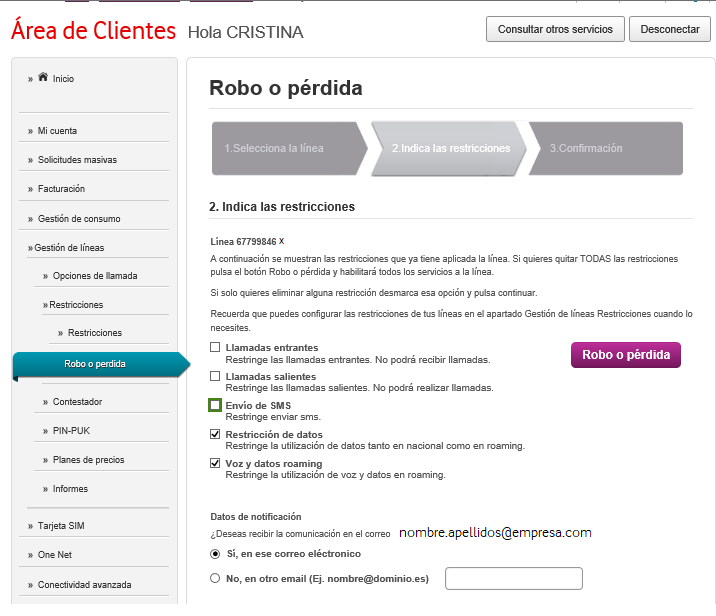 Área de Clientes Hola CRISTINA
Consultar otros servicios
Desconectar
» Inicio
» Mi cuenta
» Solicitudes masivas
» Facturación
» Gestión de consumo
» Gestión de líneas
» Opciones de llamada
» Restricciones
» Restricciones
Robo o perdida
» Contestador
» PIN-PUK
» Planes de precios
» Informes
» Tarjeta SIM
» One Net
» Conectividad avanzada
Robo o pérdida
1.Selecciona la línea
2.Indica las restricciones
3.Confirmación
2. Indica las restricciones
Línea 67799846 x
A continuación se muestran las restricciones que ya tiene aplicada la línea. Si quieres quitar TODAS las restricciones
pulsa el botón Robo o pérdida y habilitará todos los servicios a la línea.
Si solo quieres eliminar alguna restricción desmarca esa opción y pulsa continuar.
Recuerda que puedes configurar las restricciones de tus líneas en el apartado Gestión de líneas Restricciones cuando lo
necesites.
Llamadas entrantes
Restringe las llamadas entrantes. No podrá recibir llamadas.
Robo o pérdida
Llamadas salientes
Restringe las llamadas salientes. No podrá realizar llamadas.
Envío de SMS
Restringe enviar sms.
Restricción de datos
Restringe la utilización de datos tanto en nacional como en roaming.
Voz y datos roaming
Restringe la utilización de voz y datos en roaming.
Datos de notificación
¿Deseas recibir la comunicación en el correo nombre.apellidos@empresa.com
Sí, en ese correo eléctronico
No, en otro email (Ej. nombre@dominio.es)